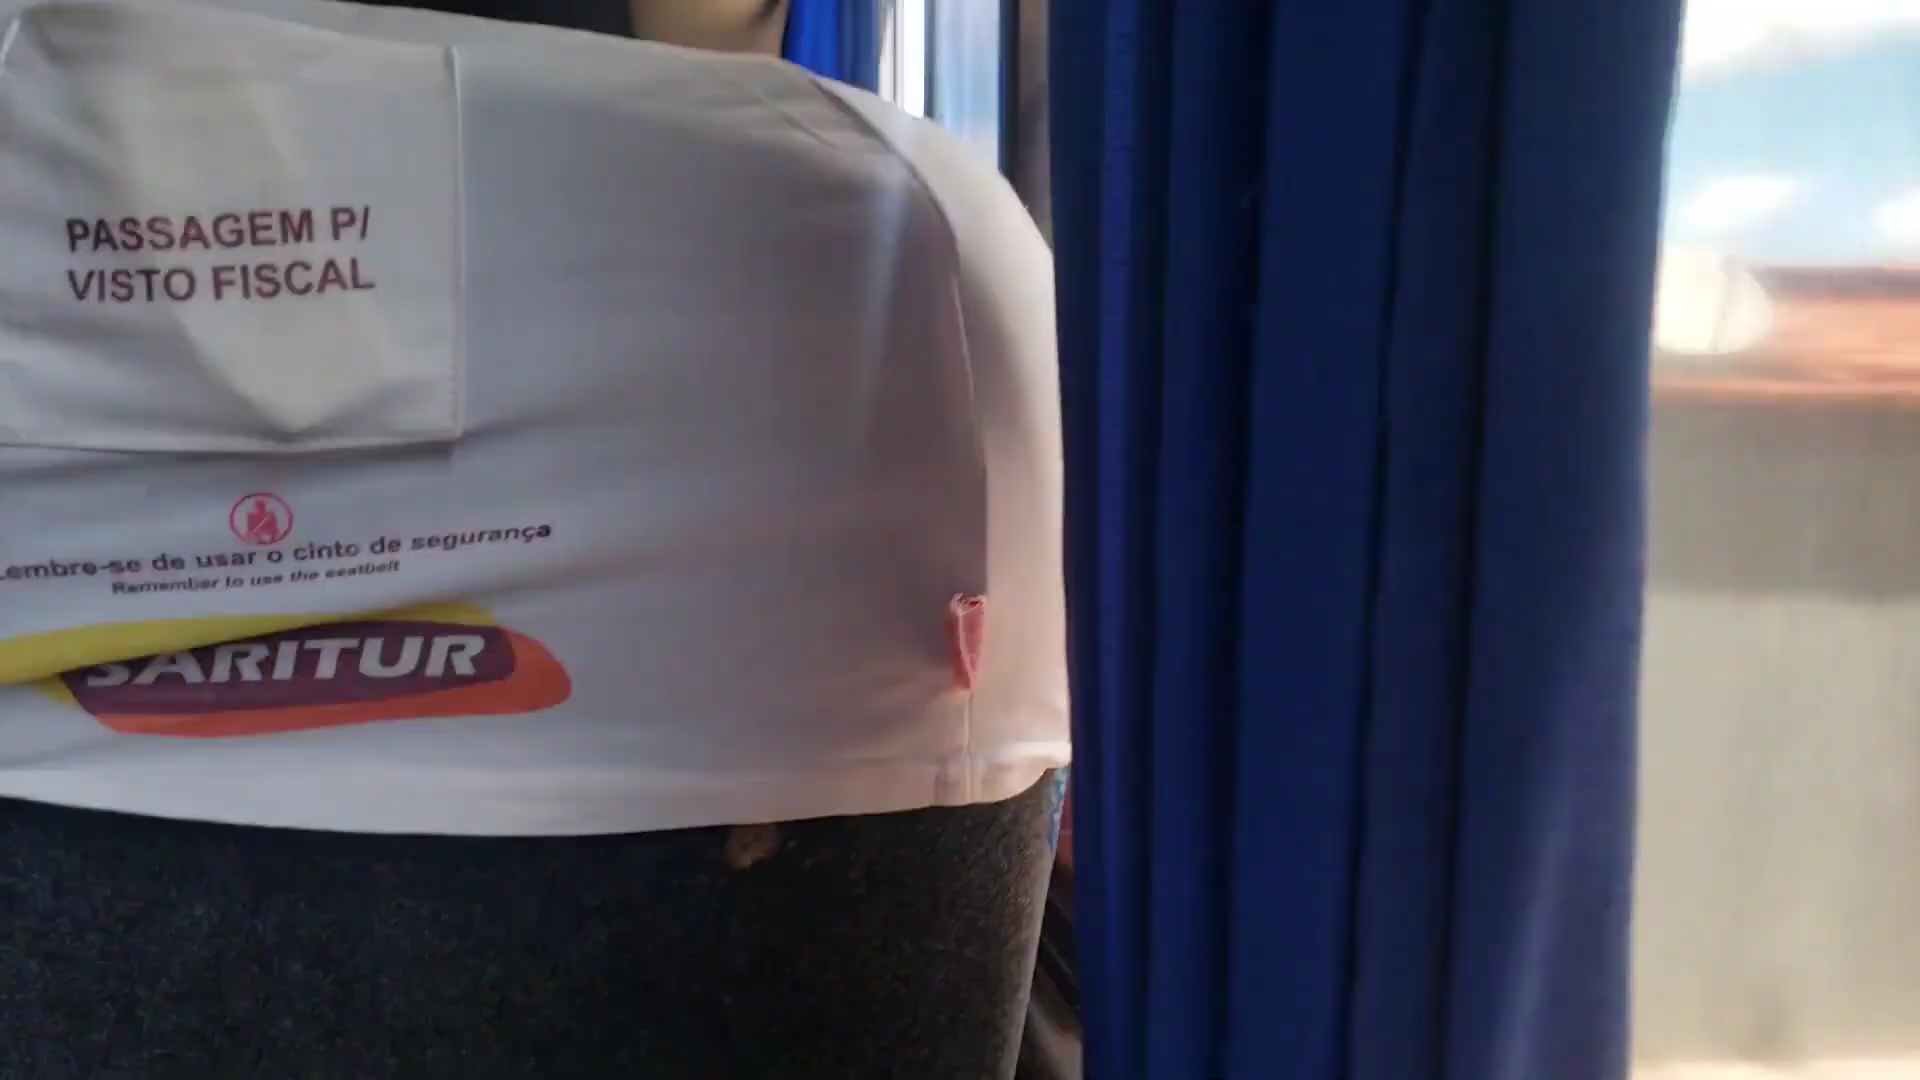 PASSAGEM P/
VISTO FISCAL
Lembre-se de usar o cinto de segurança
Remember to use the seatbelt
SARITUR